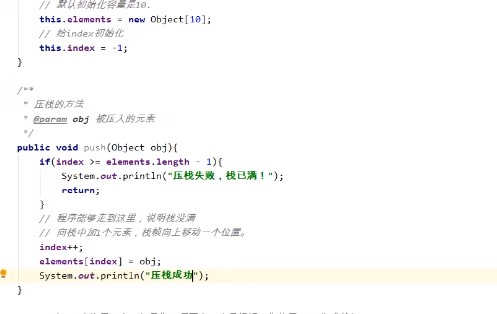 // 默认初始化容量是10.
this.elements = new Object[10];
// 给index初始化
this.index = -1;
}
/**
* 压栈的方法
* @param obj 被压入的元素
*/
public void push(Object obj){
if(index >= elements.length - 1){
System.out.println("压栈失败，栈已满！");
return;
}
// 程序能够走到这里，说明栈没满
// 向栈中加1个元素，栈帧向上移动一个位置。
index++;
elements[index] = obj;
System.out.println("压栈成功");
}